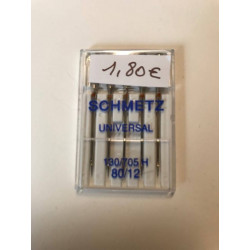 1,80€
SCHMETZ
UNIVERSAL
130/705 H
80/12